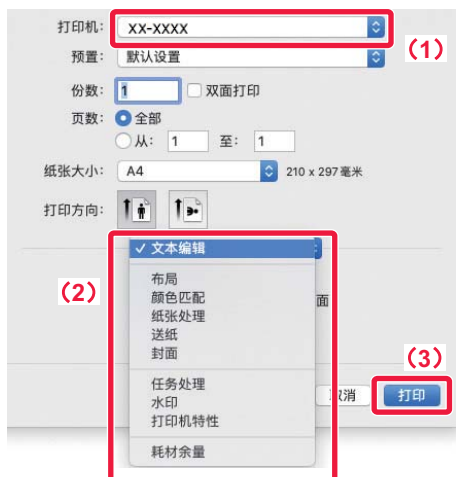 打印机: XX-XXXX
(1)
预置: 默认设置
份数: 1 双面打印
页数: 全部
从: 1 至: 1
纸张大小: A4 210 x 297 毫米
打印方向:
✓ 文本编辑
(2)
布局
颜色匹配
面
纸张处理
送纸
封面
(3)
任务处理
消 打印
水印
打印机特性
耗材余量